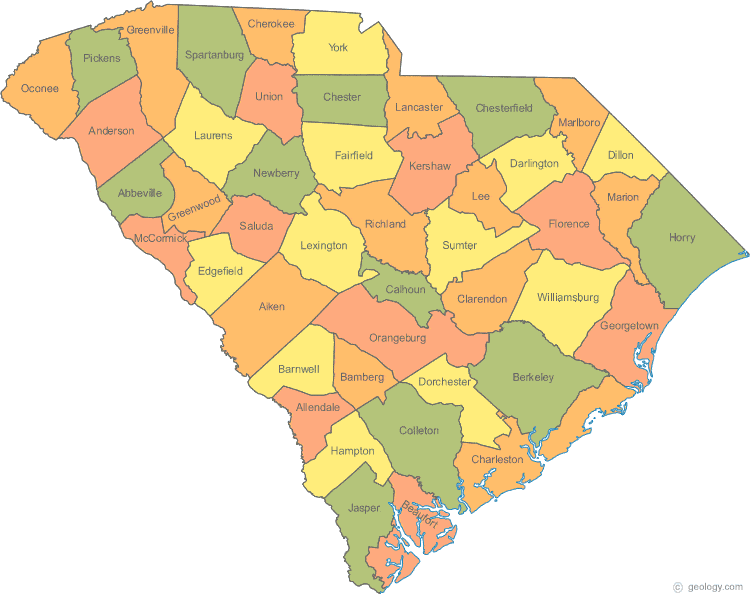 Cherokee
Greenville
York
Spartanburg
Pickens
Oconee
Union
Chester
Lancaster
Chesterfield
Marlboro
Anderson
Laurens
Fairfield
Kershaw
Darlington
Dillon
Newberry
Abbeville
Greenwood
Lee
Marion
Richland
Florence
Saluda
McCormick
Horry
Lexington
Sumter
Edgefield
Calhoun
Clarendon
Williamsburg
Aiken
Georgetown
Orangeburg
Barnwell
Bamberg
Dorchester
Berkeley
Allendale
Colleton
Hampton
Charleston
Jasper
Beaufort
© geology.com